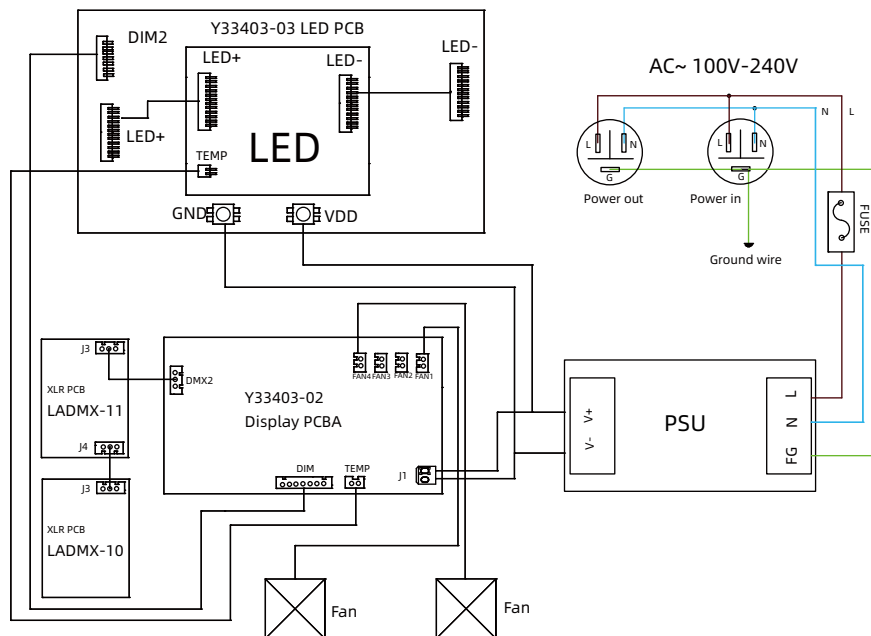 Y33403-03 LED PCB
DIM2
LED+
LED-
LED-
LED+
LED
TEMP
GND
VDD
AC~ 100V-240V
N
L
L
N
G
L
N
G
Power out
Power in
FUSE
Ground wire
J3
XLR PCB
LADMX-11
J4
J3
XLR PCB
LADMX-10
DMX2
FAN4
FAN3
FAN2
FAN1
Y33403-02
Display PCBA
DIM
TEMP
J1
V+
V-
PSU
L
N
FG
Fan
Fan